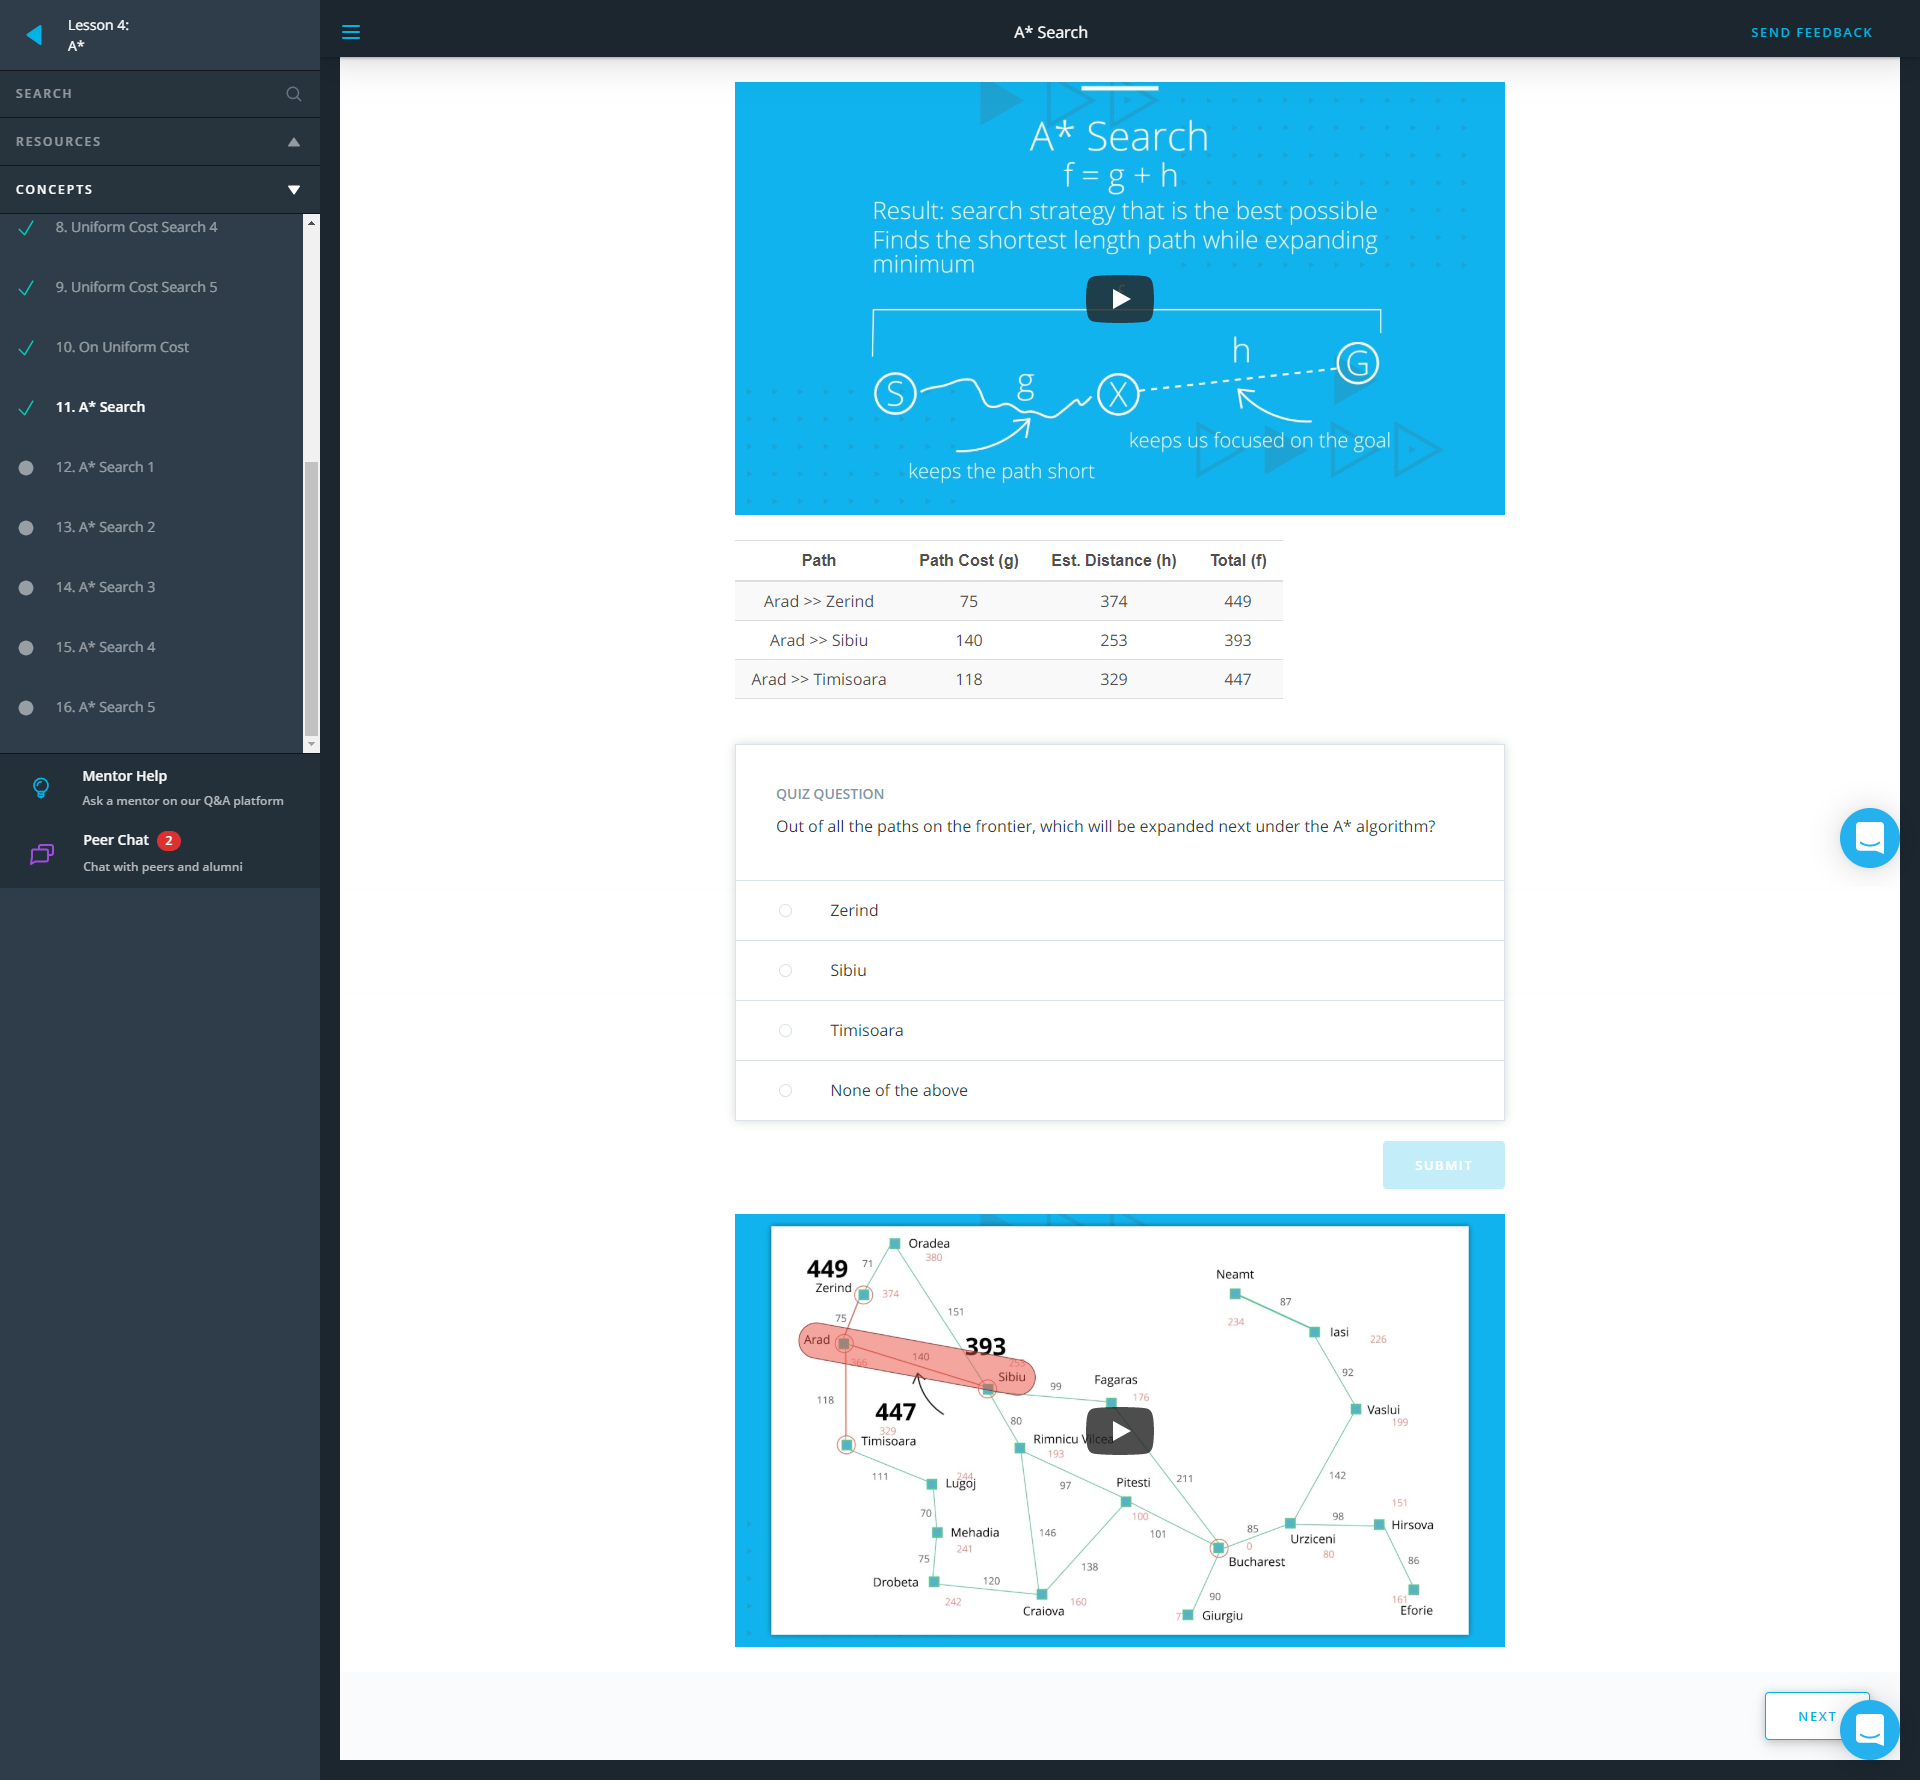 Lesson 4:
A*
SEARCH
RESOURCES
CONCEPTS
8. Uniform Cost Search 4
9. Uniform Cost Search 5
10. On Uniform Cost
11. A* Search
12. A* Search 1
13. A* Search 2
14. A* Search 3
15. A* Search 4
16. A* Search 5
Mentor Help
Ask a mentor on our Q&A platform
Peer Chat 2
Chat with peers and alumni
A* Search
SEND FEEDBACK
A* Search
f = g + h
Result: search strategy that is the best possible
Finds the shortest length path while expanding
minimum
S
g
X
h
G
keeps us focused on the goal
keeps the path short
Path Path Cost (g) Est. Distance (h) Total (f)
Arad >> Zerind 75 374 449
Arad >> Sibiu 140 253 393
Arad >> Timisoara 118 329 447
QUIZ QUESTION
Out of all the paths on the frontier, which will be expanded next under the A* algorithm?
Zerind
Sibiu
Timisoara
None of the above
SUBMIT
Oradea
380
71
449
Zerind
374
75
151
Arad
366
140
393
253
Sibiu
118
447
329
Timisoara
99
Fagaras
176
80
Rimnicu Vilcea
193
111
244
Lugoj
97
Pitesti
100
211
70
Mehadia
241
146
101
75
138
Drobeta
242
120
Craiova
160
Neamt
234
87
Iasi
226
92
Vaslui
199
142
151
98
Hirsova
85
0
Urziceni
80
Bucharest
86
90
7
Giurgiu
161
Eforie
NEXT